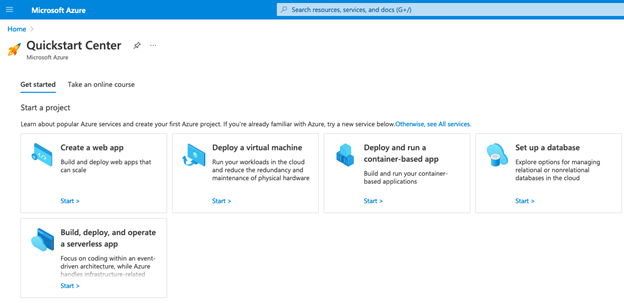 Microsoft Azure
Search resources, services, and docs (G+/)
Home
Quickstart Center
...
Microsoft Azure
Get started
Take an online course
Start a project
Learn about popular Azure services and create your first Azure project. If you're already familiar with Azure, try a new service below.Otherwise, see All services.
Create a web app
Build and deploy web apps that
can scale
Start >
Deploy a virtual machine
Run your workloads in the cloud
and reduce the redundancy and
maintenance of physical hardware
Start >
Deploy and run a
container-based app
Build and run your container-
based applications
Start >
Set up a database
Explore options for managing
relational or nonrelational
databases in the cloud
Start >
Build, deploy, and operate
a serverless app
Focus on coding within an event-
driven architecture, while Azure
handles infrastructure-related
Start >